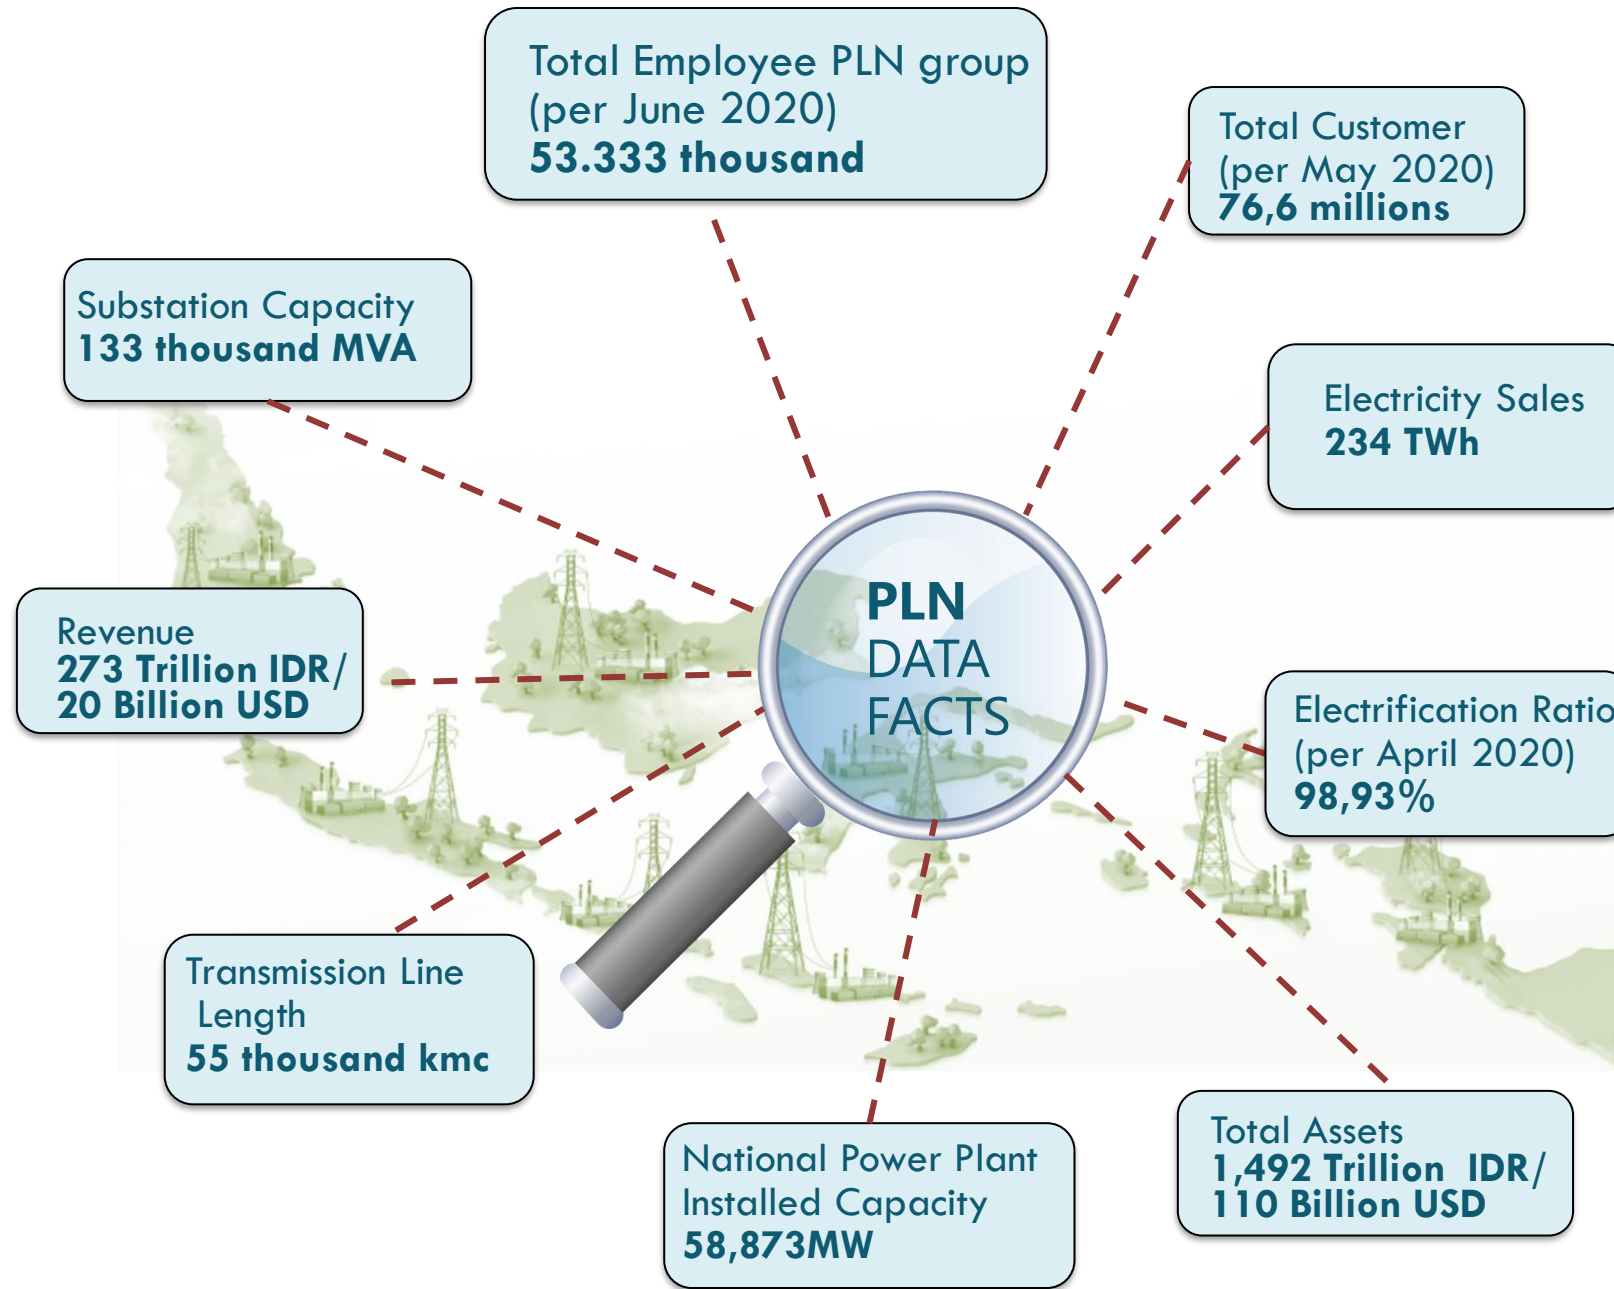 Total Employee PLN group
(per June 2020)
53.333 thousand
Total Customer
(per May 2020)
76,6 millions
Substation Capacity
133 thousand MVA
Electricity Sales
234 TWh
PLN
DATA
FACTS
Revenue
273 Trillion IDR/
20 Billion USD
Electrification Ratio
(per April 2020)
98,93%
Transmission Line
Length
55 thousand kmc
National Power Plant
Installed Capacity
58,873MW
Total Assets
1,492 Trillion IDR/
110 Billion USD